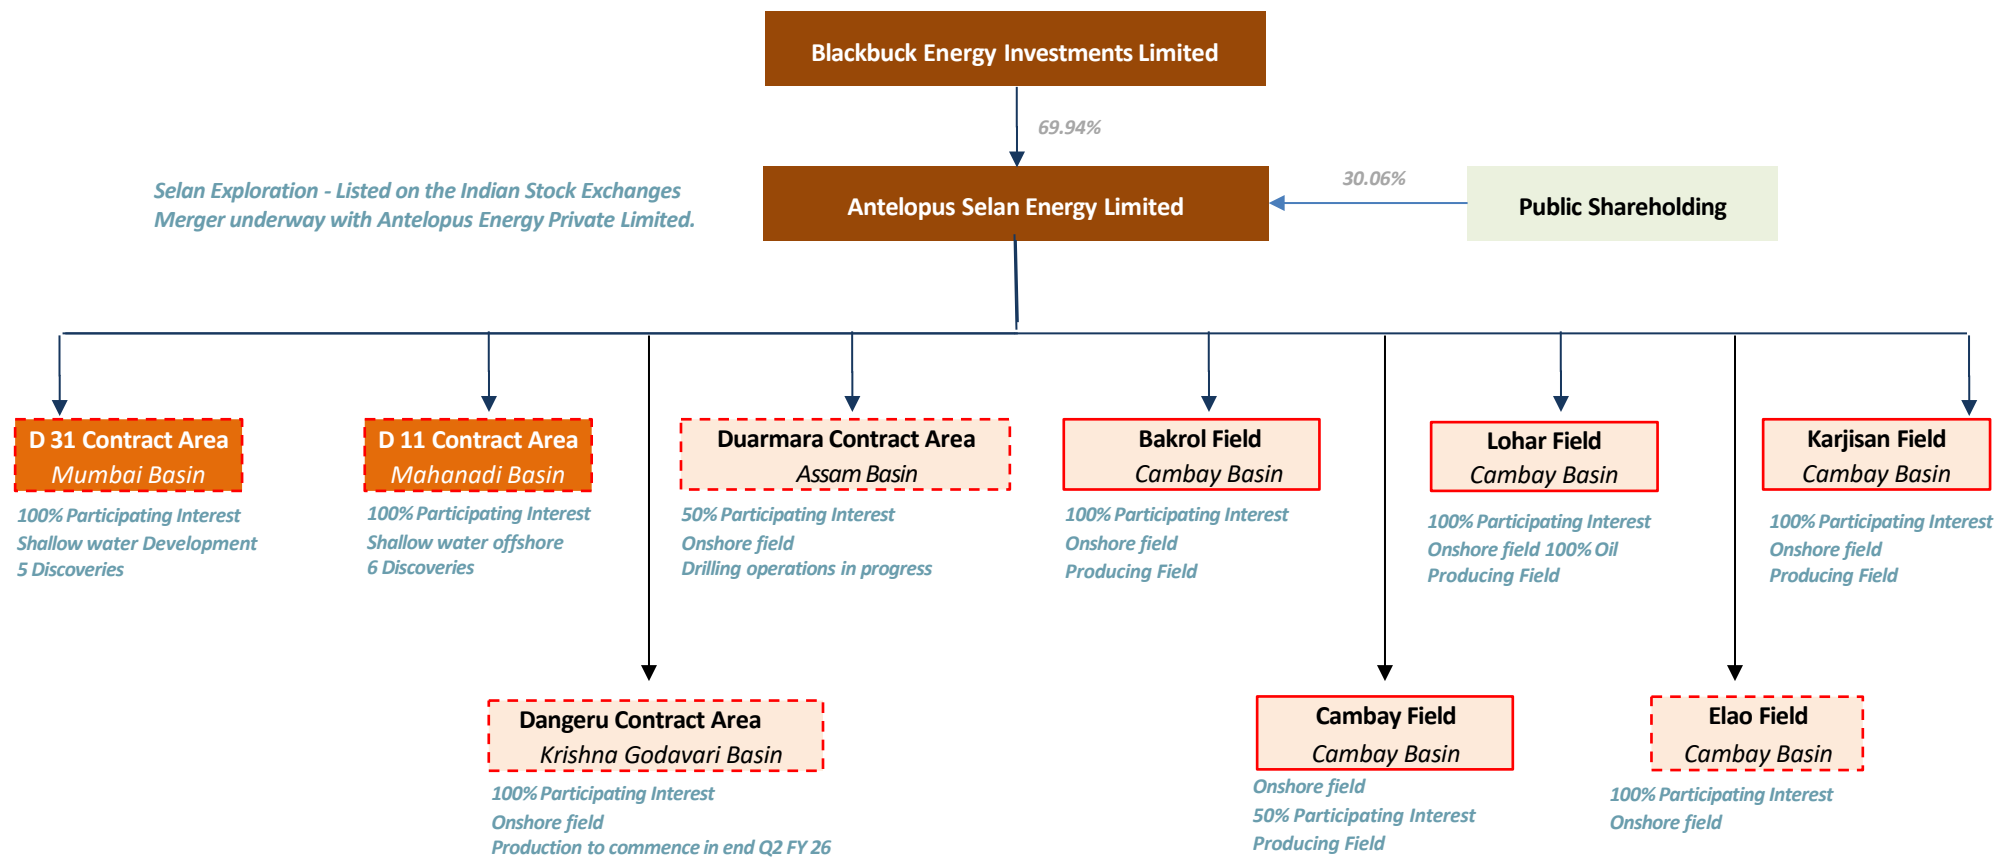 Blackbuck Energy Investments Limited
69.94%
Selan Exploration - Listed on the Indian Stock Exchanges
Merger underway with Antelopus Energy Private Limited.
Antelopus Selan Energy Limited
30.06%
Public Shareholding
D 31 Contract Area
Mumbai Basin
100% Participating Interest
Shallow water Development
5 Discoveries
D 11 Contract Area
Mahanadi Basin
100% Participating Interest
Shallow water offshore
6 Discoveries
Duarmara Contract Area
Assam Basin
50% Participating Interest
Onshore field
Drilling operations in progress
Bakrol Field
Cambay Basin
100% Participating Interest
Onshore field
Producing Field
Lohar Field
Cambay Basin
100% Participating Interest
Onshore field 100% Oil
Producing Field
Karjisan Field
Cambay Basin
100% Participating Interest
Onshore field
Producing Field
Dangeru Contract Area
Krishna Godavari Basin
100% Participating Interest
Onshore field
Production to commence in end Q2 FY 26
Cambay Field
Cambay Basin
Onshore field
50% Participating Interest
Producing Field
Elao Field
Cambay Basin
100% Participating Interest
Onshore field